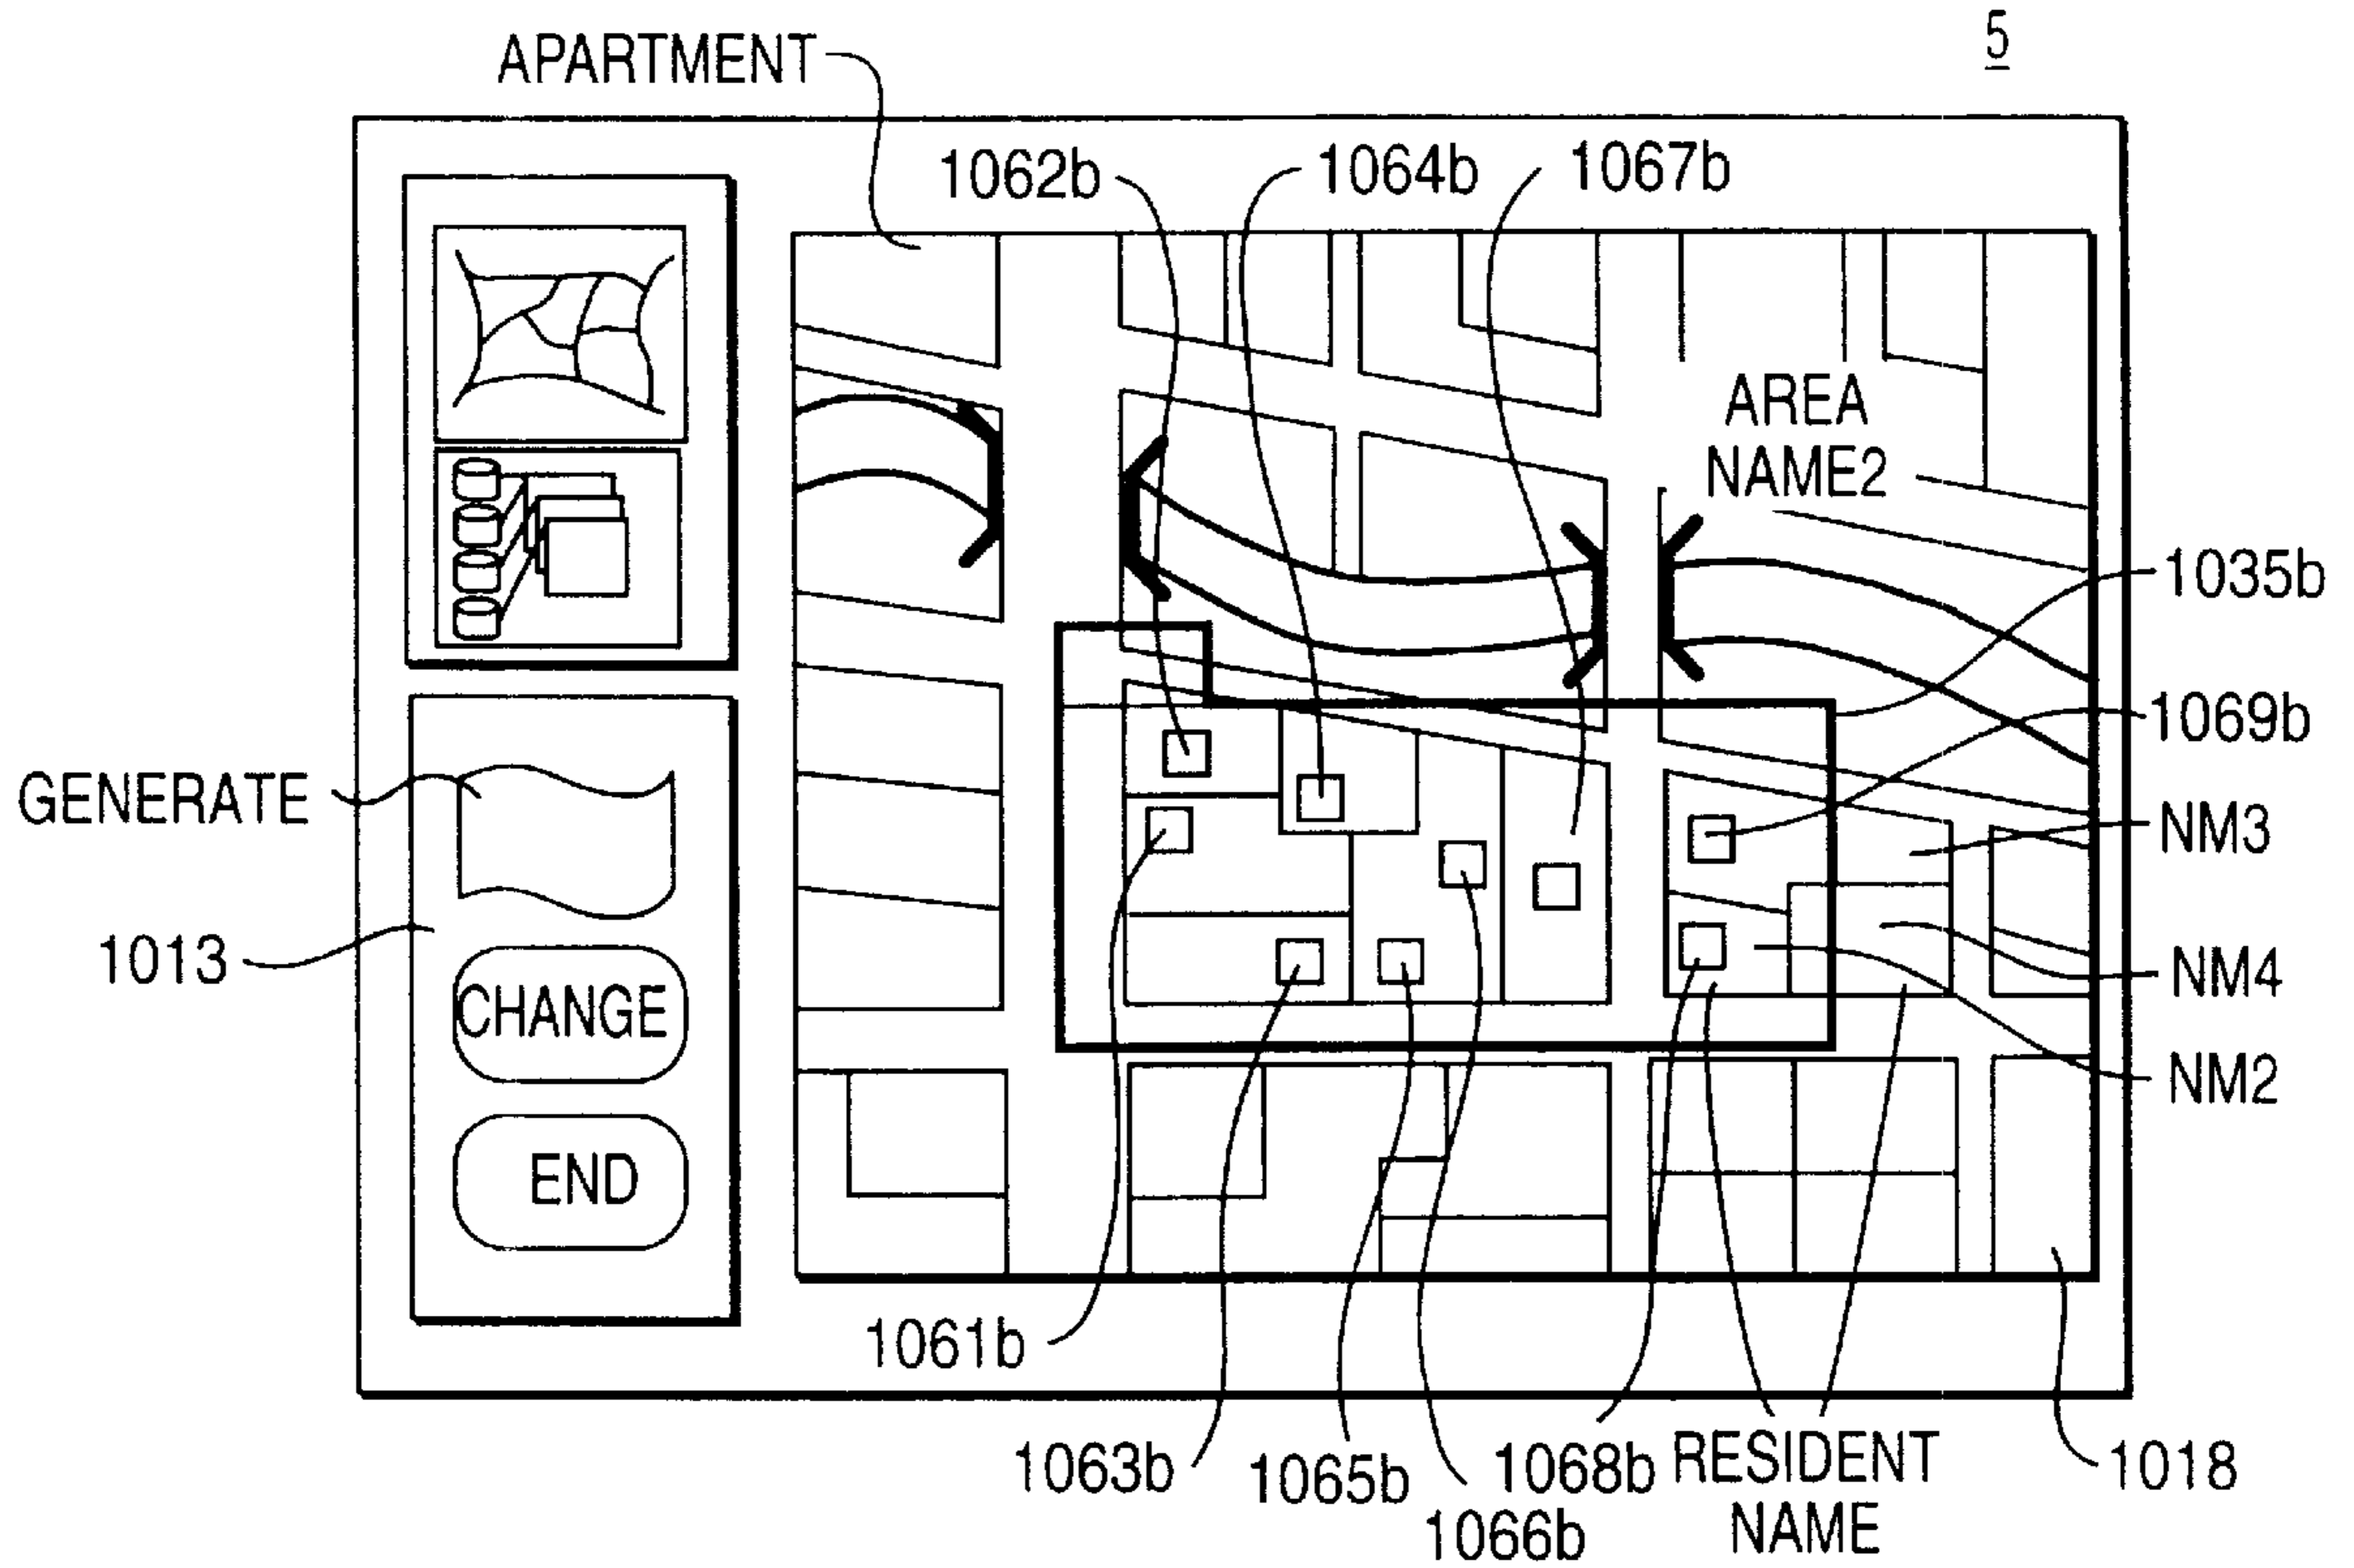 5
APARTMENT
1062b
1064b
1067b
AREA
NAME2
1035b
1069b
GENERATE
NM3
1013
CHANGE
NM4
NM2
END
1061b
1063b
1065b
1066b
1068b
RESIDENT
NAME
1018